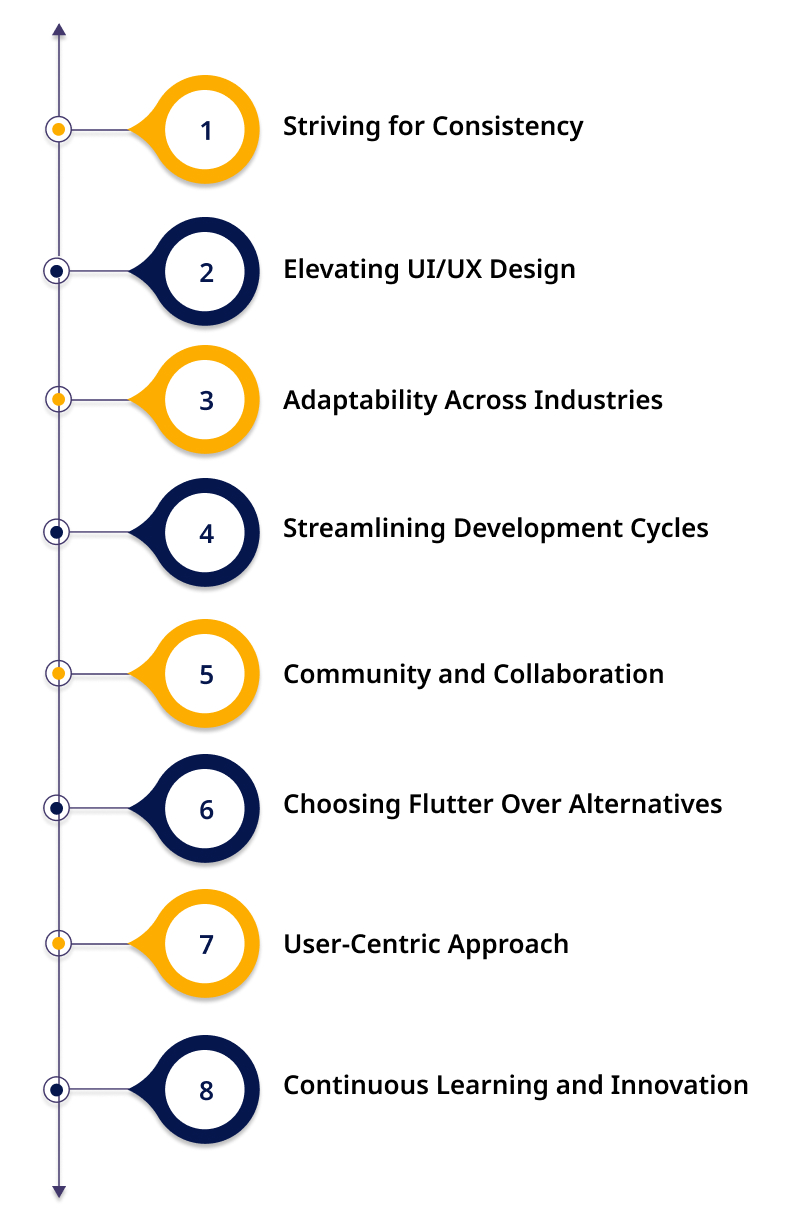 1 Striving for Consistency
2 Elevating UI/UX Design
3 Adaptability Across Industries
4 Streamlining Development Cycles
5 Community and Collaboration
6 Choosing Flutter Over Alternatives
7 User-Centric Approach
8 Continuous Learning and Innovation